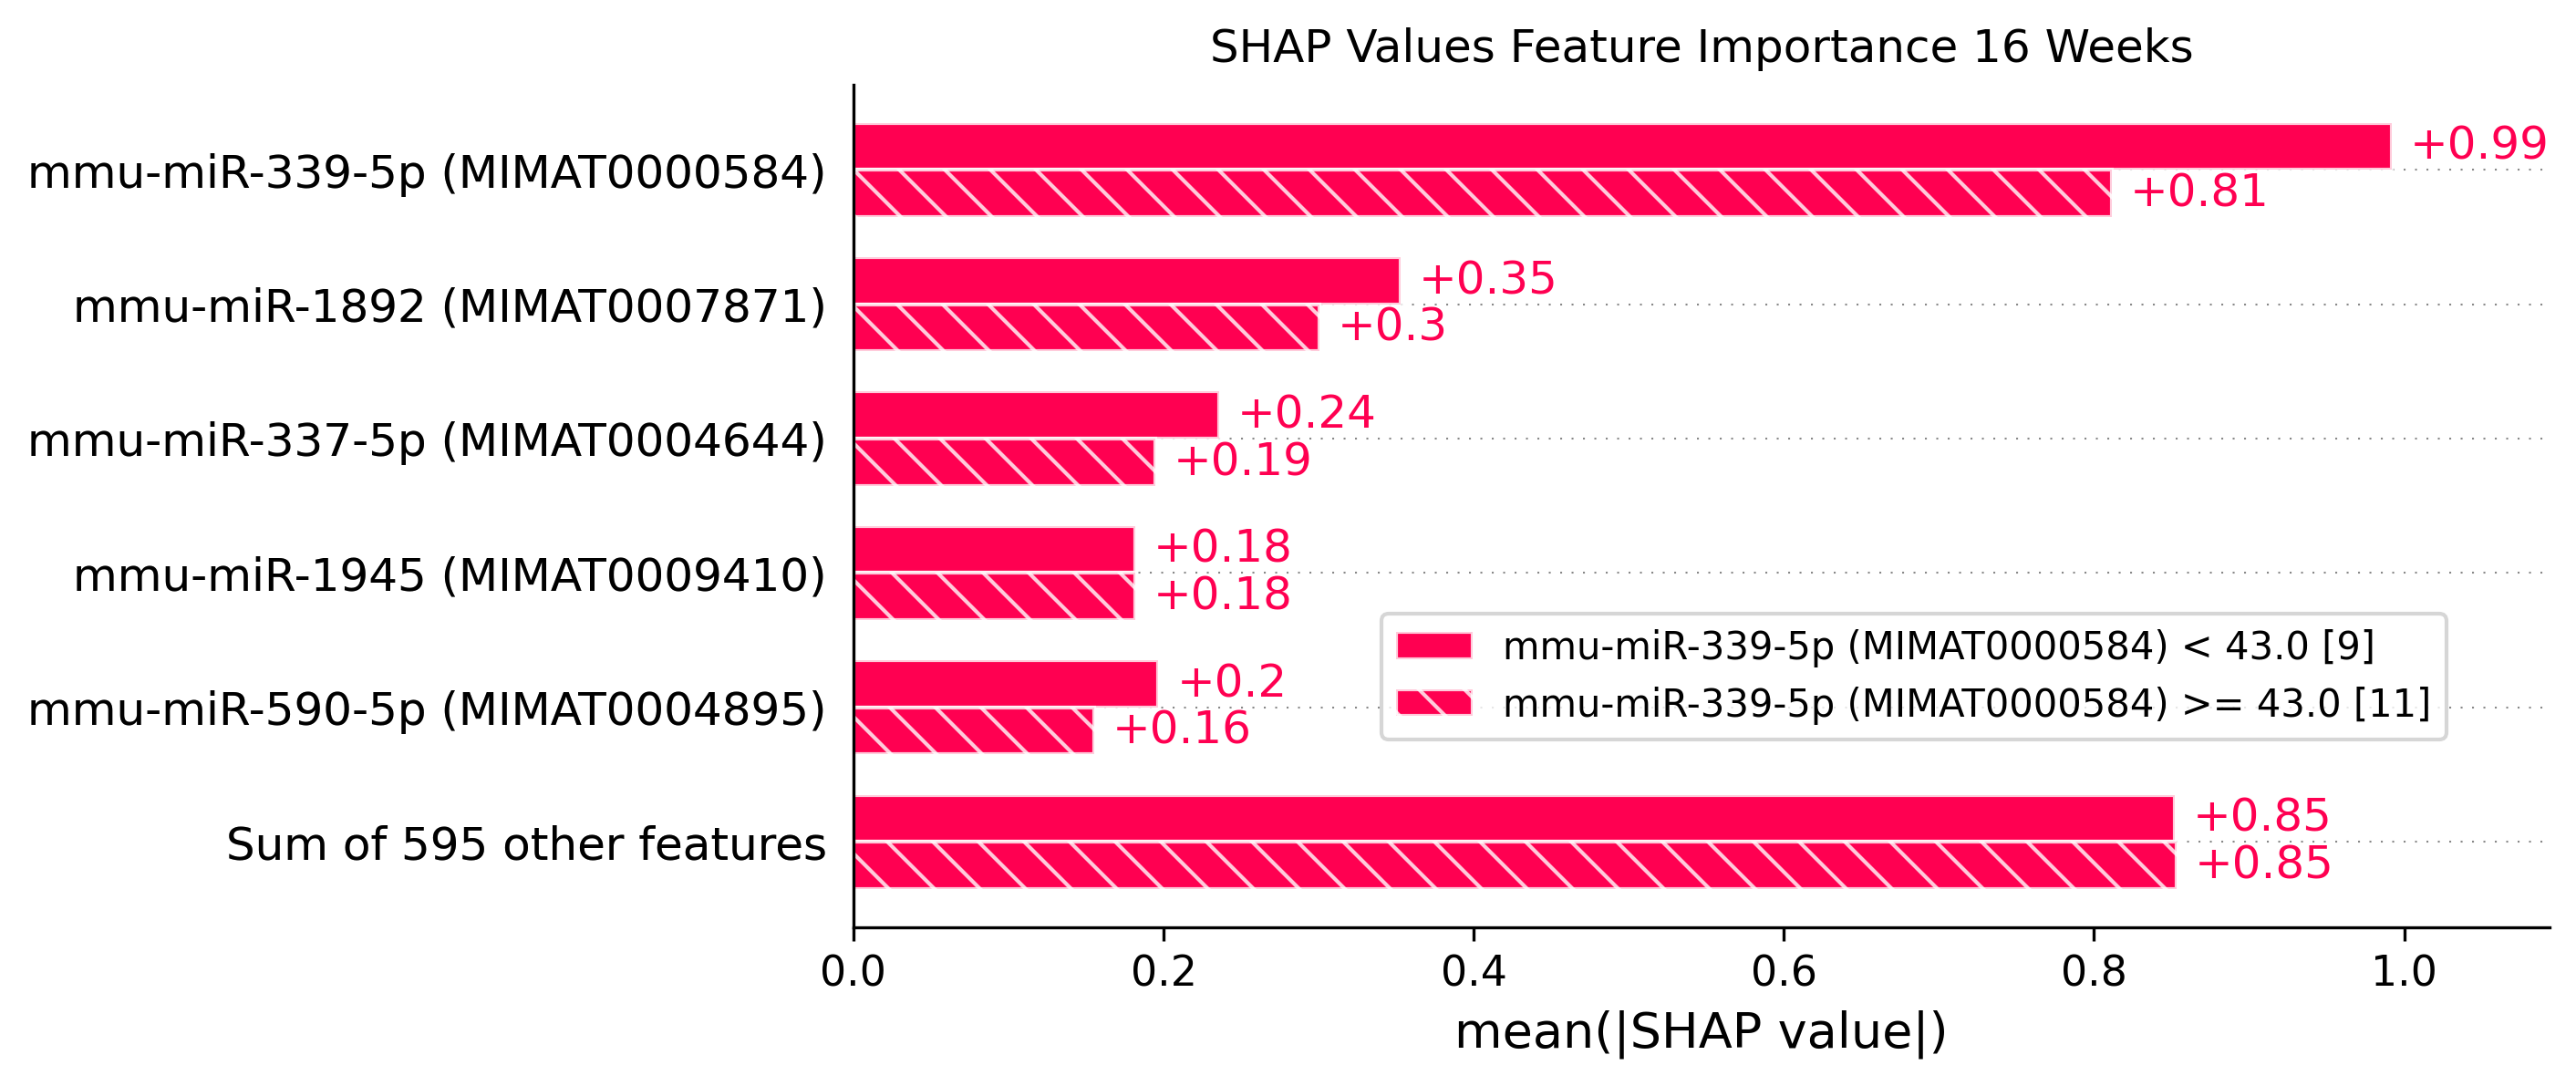 SHAP Values Feature Importance 16 Weeks
mmu-miR-339-5p (MIMAT0000584)
+0.99
+0.81
mmu-miR-1892 (MIMAT0007871)
+0.35
+0.3
mmu-miR-337-5p (MIMAT0004644)
+0.24
+0.19
mmu-miR-1945 (MIMAT0009410)
+0.18
+0.18
mmu-miR-590-5p (MIMAT0004895)
+0.2
+0.16
mmu-miR-339-5p (MIMAT0000584) < 43.0 [9]
mmu-miR-339-5p (MIMAT0000584) >= 43.0 [11]
Sum of 595 other features
+0.85
+0.85
0.0 0.2 0.4 0.6 0.8 1.0
mean(|SHAP value|)